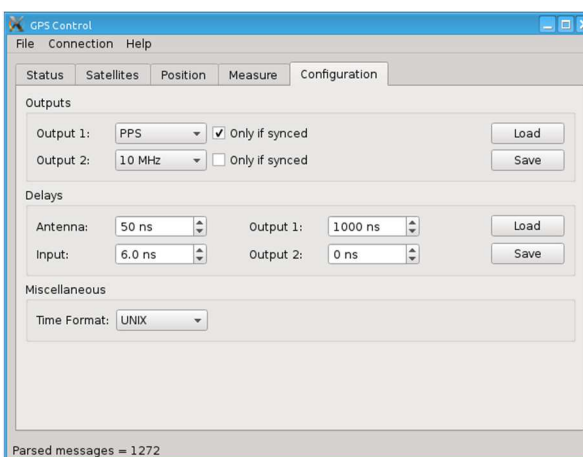 GPS Control
File Connection Help
Status Satellites Position Measure Configuration
Outputs
Output 1: PPS Only if synced Load
Output 2: 10 MHz Only if synced Save
Delays
Antenna: 50 ns Output 1: 1000 ns Load
Input: 6.0 ns Output 2: 0 ns Save
Miscellaneous
Time Format: UNIX
Parsed messages = 1272